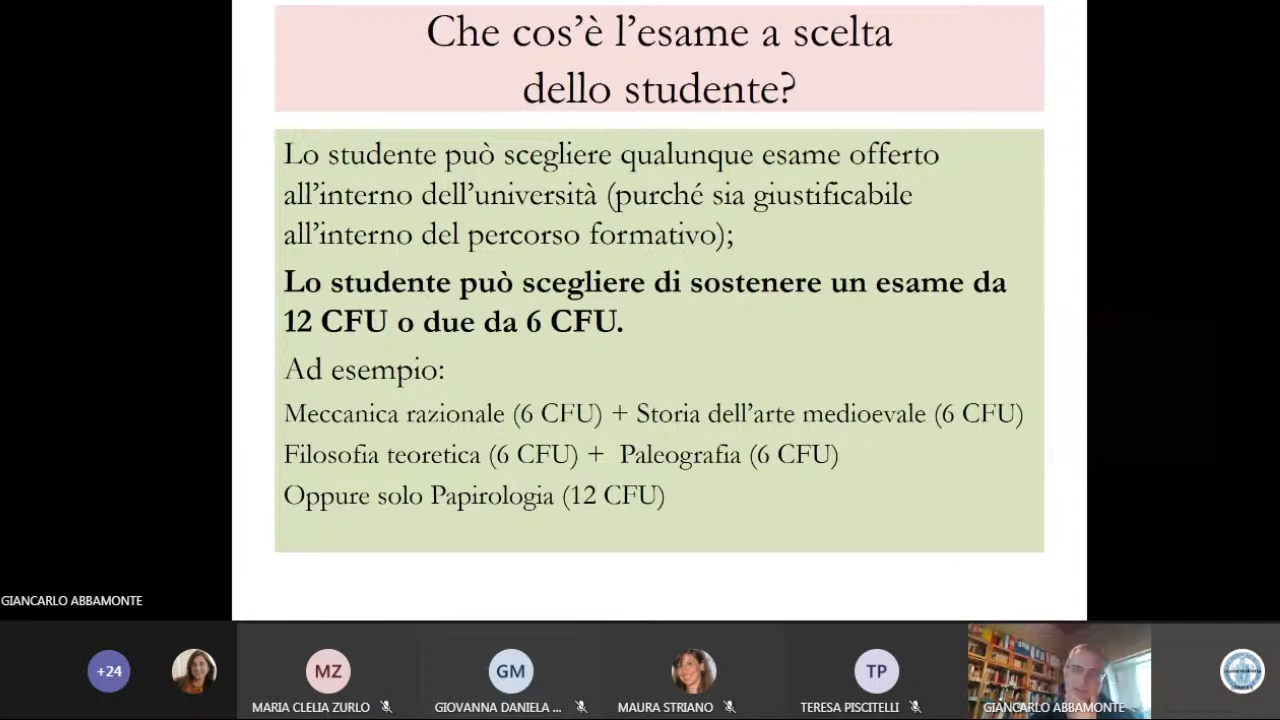 Che cos'è l'esame a scelta
dello studente?
Lo studente può scegliere qualunque esame offerto
all'interno dell'università (purché sia giustificabile
all'interno del percorso formativo);
Lo studente può scegliere di sostenere un esame da
12 CFU o due da 6 CFU.
Ad esempio:
Meccanica razionale (6 CFU) + Storia dell'arte medioevale (6 CFU)
Filosofia teoretica (6 CFU) + Paleografia (6 CFU)
Oppure solo Papirologia (12 CFU)
GIANCARLO ABBAMONTE
+24
MZ
GM
TP
MARIA CLELIA ZURLO
GIOVANNA DANIELA ...
MAURA STRIANO
TERESA PISCITELLI
GIANCARLO ABBAMONTE